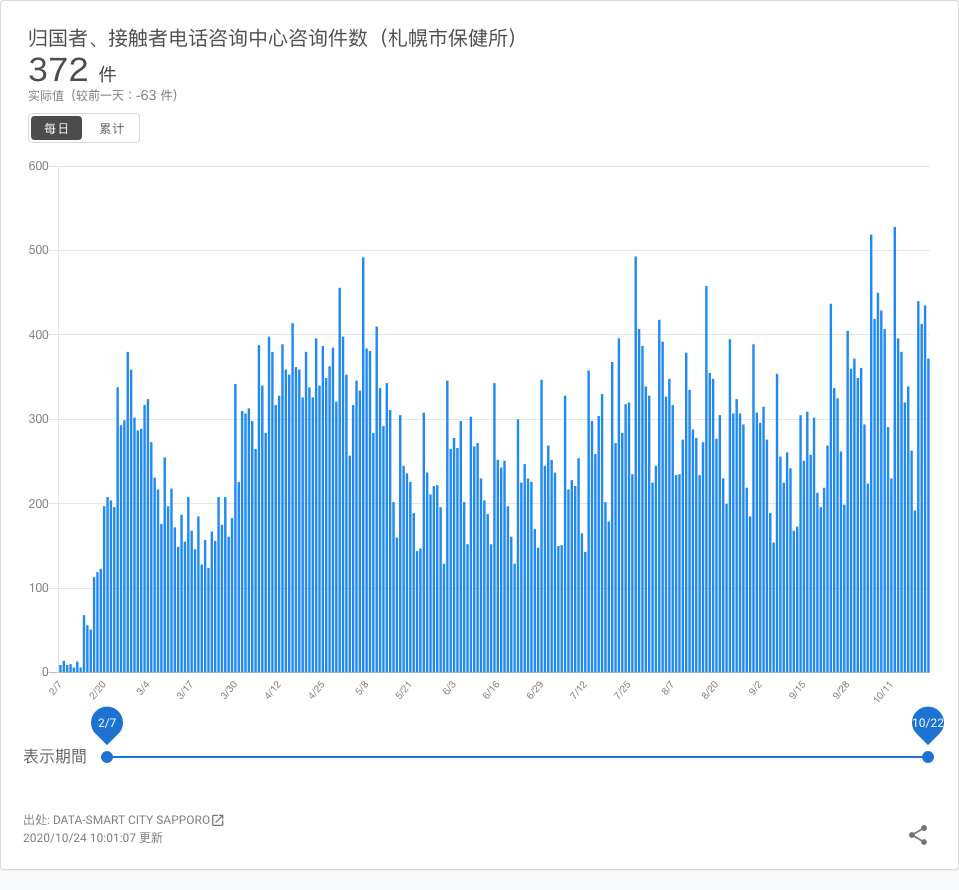 归国者、接触者电话咨询中心咨询件数（札幌市保健所）
372 件
实际值（较前一天：-63 件）
每日 累计
600
500
400
300
200
100
0
2/7 2/20 3/4 3/17 3/30 4/12 4/25 5/8 5/21 6/3 6/16 6/29 7/12 7/25 8/7 8/20 9/2 9/15 9/28 10/11
2/7 10/22
表示期間
出处: DATA-SMART CITY SAPPORO
2020/10/24 10:01:07 更新